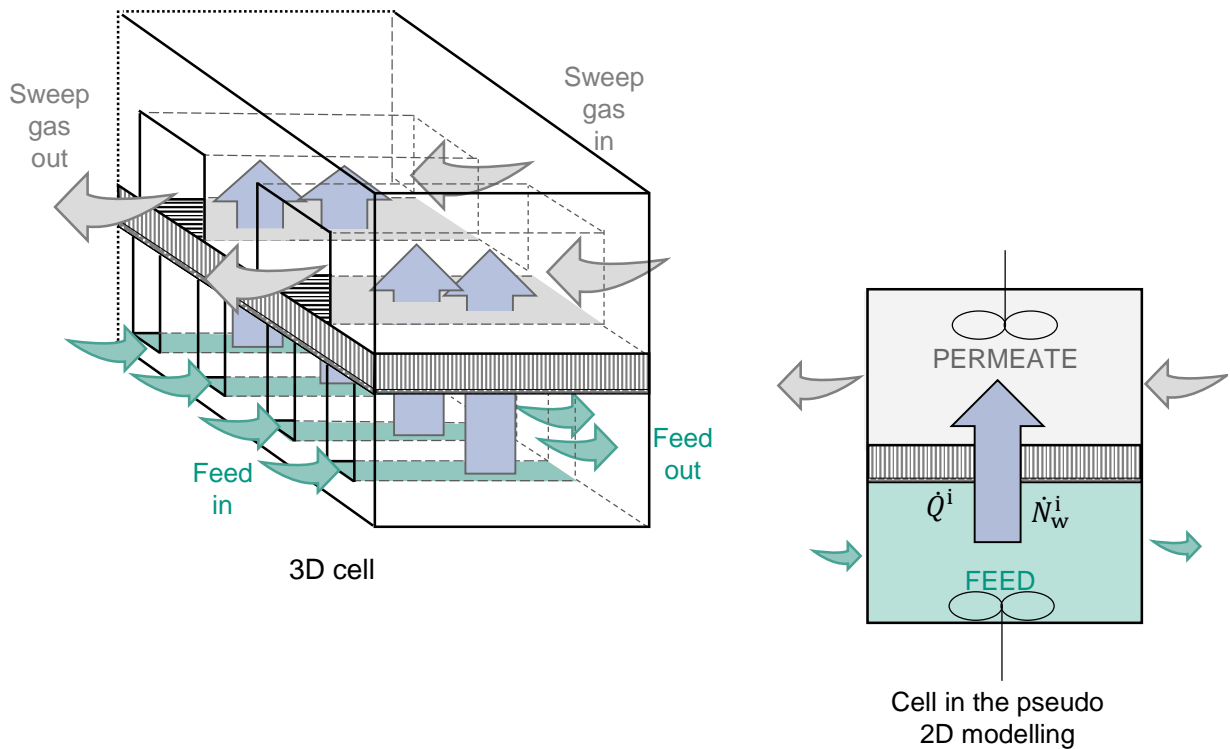 Sweep
gas
out
Sweep
gas
in
Feed
in
Feed
out
3D cell
PERMEATE
Q̇ⁱ
Ṅ_wⁱ
FEED
Cell in the pseudo
2D modelling